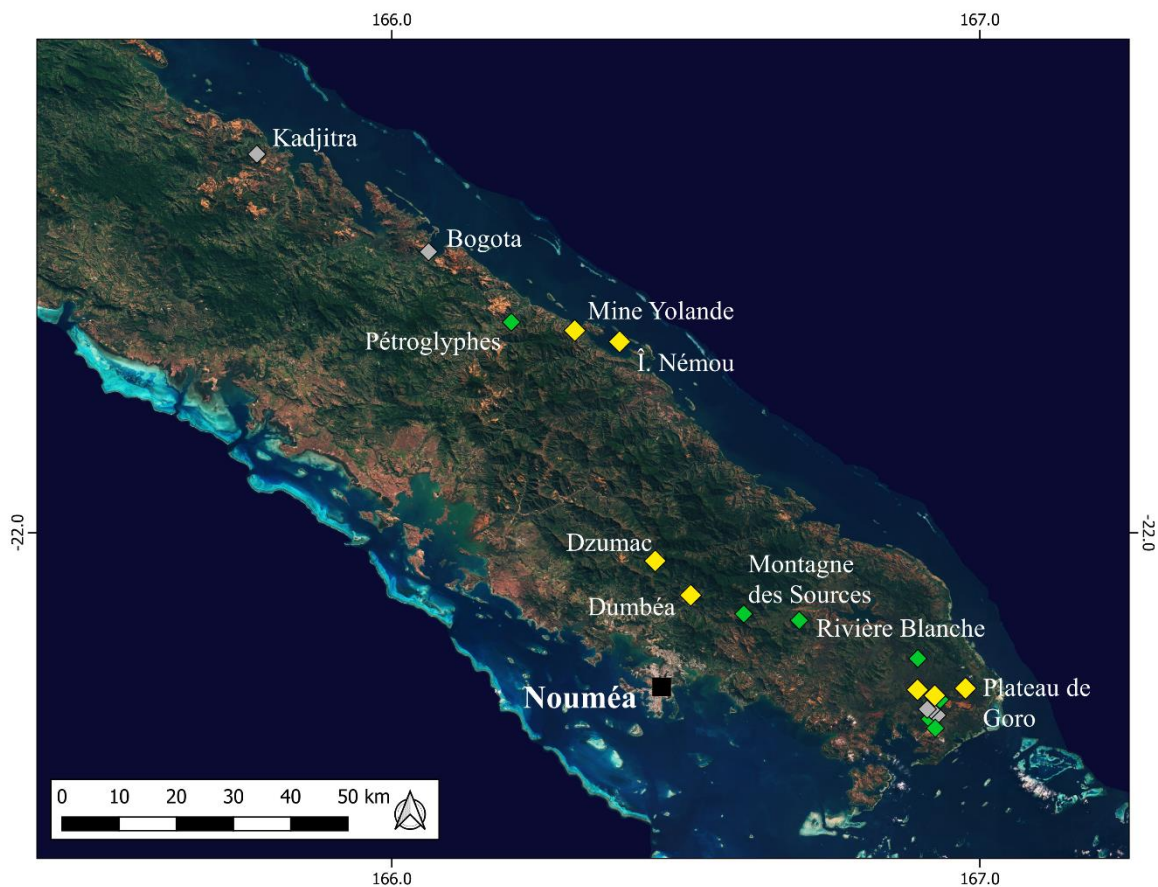 166.0
167.0
Kadjitra
Bogota
Mine Yolande
Pétroglyphes
Î. Némou
-22.0
-22.0
Dzumac
Montagne
des Sources
Dumbéa
Rivière Blanche
Nouméa
Plateau de
Goro
0 10 20 30 40 50 km
166.0
167.0